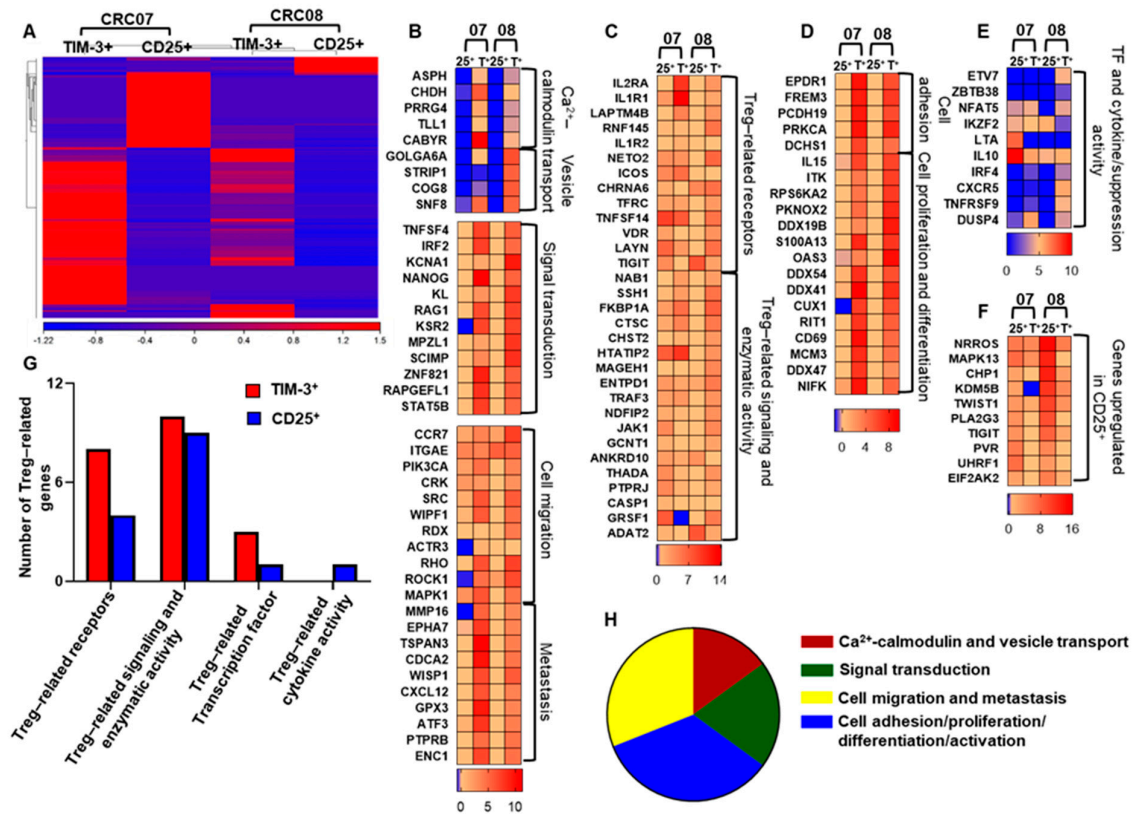 A
CRC07
CRC08
TIM-3+
CD25+
TIM-3+
CD25+
-1.22
-0.8
-0.4
0
0.4
0.8
1.2
1.5
B
07
08
25+ T+ 25+ T+
ASPH
CHDH
PRRG4
TLL1
CABYR
GOLGA6A
STRIP1
COG8
SNF8
Ca2+–
calmodulin
Vesicle
transport
TNFSF4
IRF2
KCNA1
NANOG
KL
RAG1
KSR2
MPZL1
SCIMP
ZNF821
RAPGEFL1
STAT5B
Signal transduction
CCR7
ITGAE
PIK3CA
CRK
SRC
WIPF1
RDX
ACTR3
RHO
ROCK1
MAPK1
MMP16
EPHA7
TSPAN3
CDCA2
WISP1
CXCL12
GPX3
ATF3
PTPRB
ENC1
Cell migration
Metastasis
0
5
10
C
07
08
25+ T+ 25+ T+
IL2RA
IL1R1
LAPTM4B
RNF145
IL1R2
NETO2
ICOS
CHRNA6
TFRC
TNFSF14
VDR
LAYN
TIGIT
NAB1
SSH1
FKBP1A
CTSC
CHST2
HTATIP2
MAGEH1
ENTPD1
TRAF3
NDFIP2
JAK1
GCNT1
ANKRD10
THADA
PTPRJ
CASP1
GRSF1
ADAT2
Treg–related receptors
Treg–related signaling and
enzymatic activity
0
7
14
D
07
08
25+ T+ 25+ T+
EPDR1
FREM3
PCDH19
PRKCA
DCHS1
IL15
ITK
RPS6KA2
PKNOX2
DDX19B
S100A13
OAS3
DDX54
DDX41
CUX1
RIT1
CD69
MCM3
DDX47
NIFK
Cell
adhesion
Cell proliferation and differentiation
0
4
8
E
07
08
25+ T+ 25+ T+
ETV7
ZBTB38
NFAT5
IKZF2
LTA
IL10
IRF4
CXCR5
TNFRSF9
DUSP4
TF and cytokine/suppression
activity
0
5
10
F
07
08
25+ T+ 25+ T+
NRROS
MAPK13
CHP1
KDM5B
TWIST1
PLA2G3
TIGIT
PVR
UHRF1
EIF2AK2
Genes upregulated
in CD25+
0
8
16
G
TIM-3+
CD25+
Number of Treg–related
genes
12
6
0
Treg–related receptors
Treg–related signaling and
enzymatic activity
Treg–related
Transcription factor
Treg–related
cytokine activity
H
Ca2+-calmodulin and vesicle transport
Signal transduction
Cell migration and metastasis
Cell adhesion/proliferation/
differentiation/activation